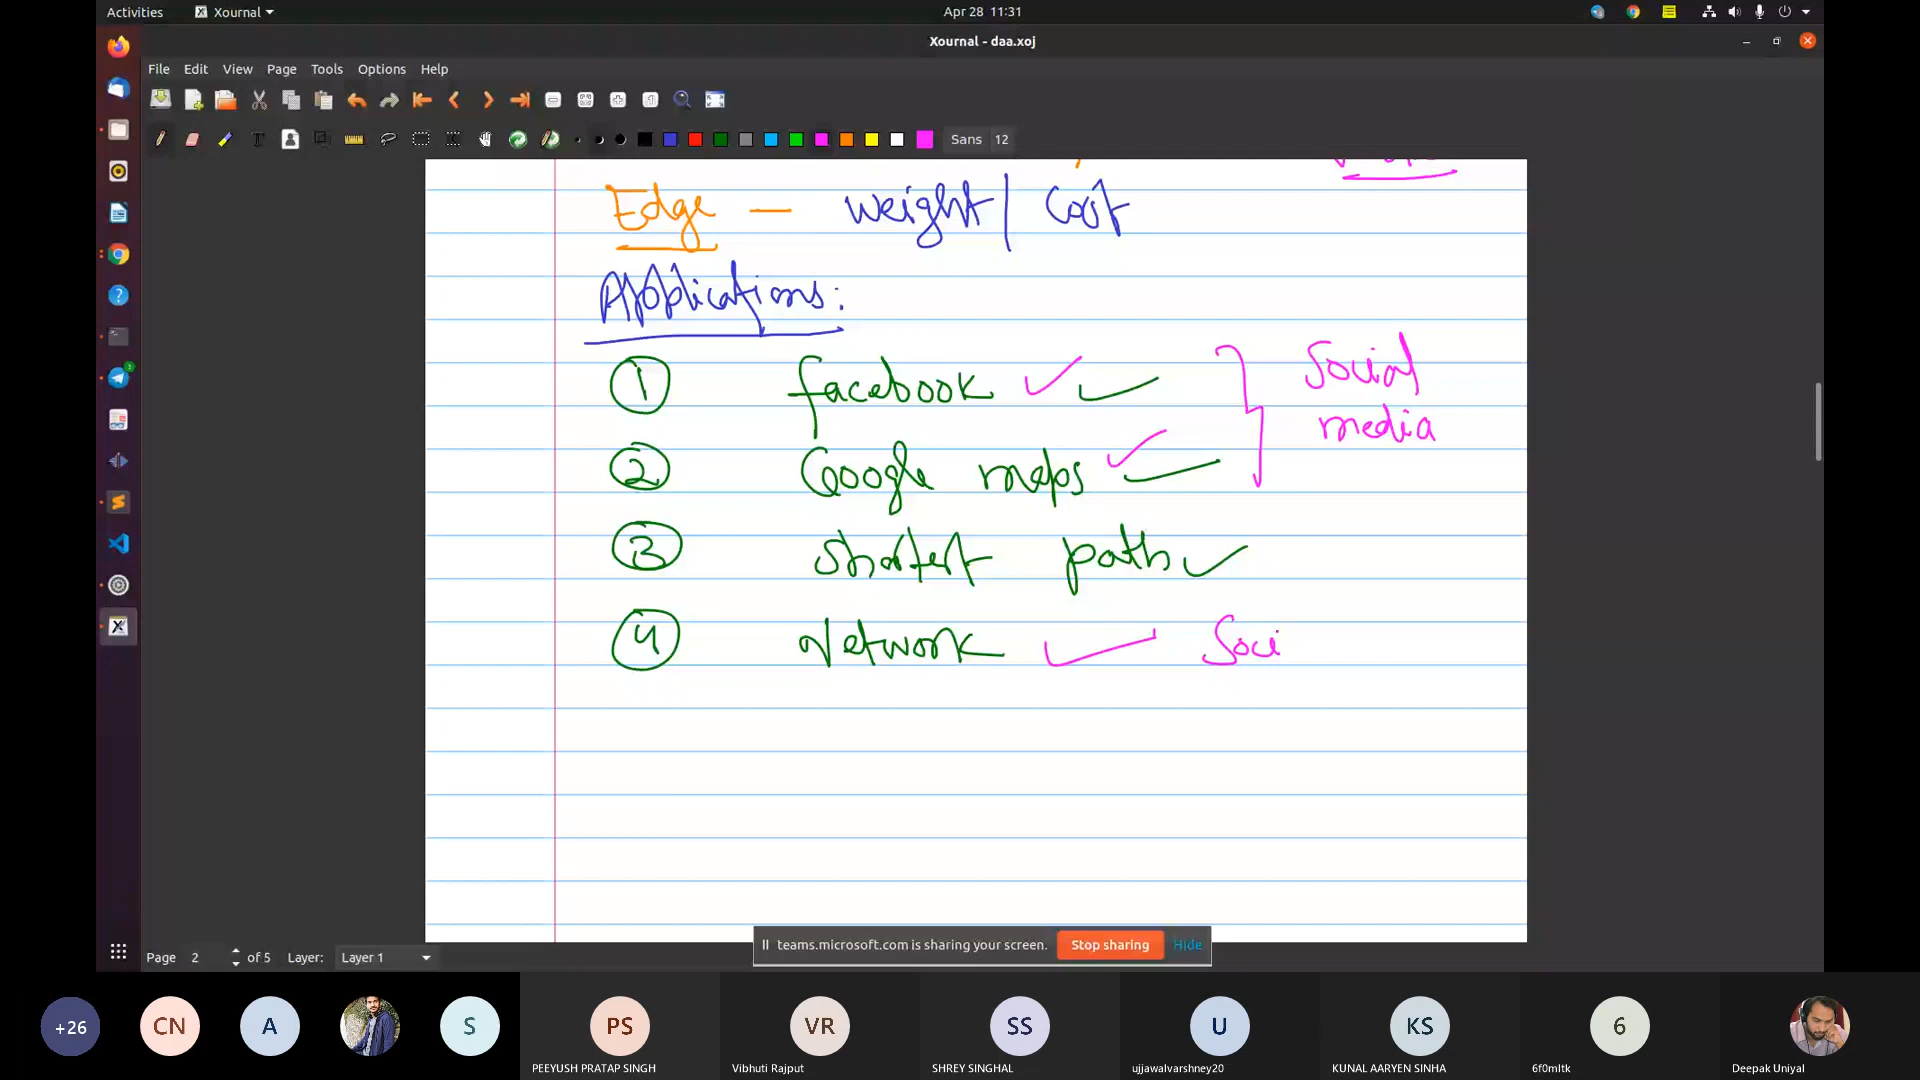 Activities Xournal Apr 28 11:31
Xournal - daa.xoj
File Edit View Page Tools Options Help
Sans 12
Edge — Weight | Cost
Applications:
1 facebook Social
media
2 Google maps
3 shortest path
4 Network Soci
teams.microsoft.com is sharing your screen. Stop sharing Hide
Page 2 of 5 Layer: Layer 1
+26 CN A S PS VR SS U KS 6
PEEYUSH PRATAP SINGH Vibhuti Rajput SHREY SINGHAL ujjawalvarshney20 KUNAL AARYEN SINHA 6f0mltk Deepak Uniyal